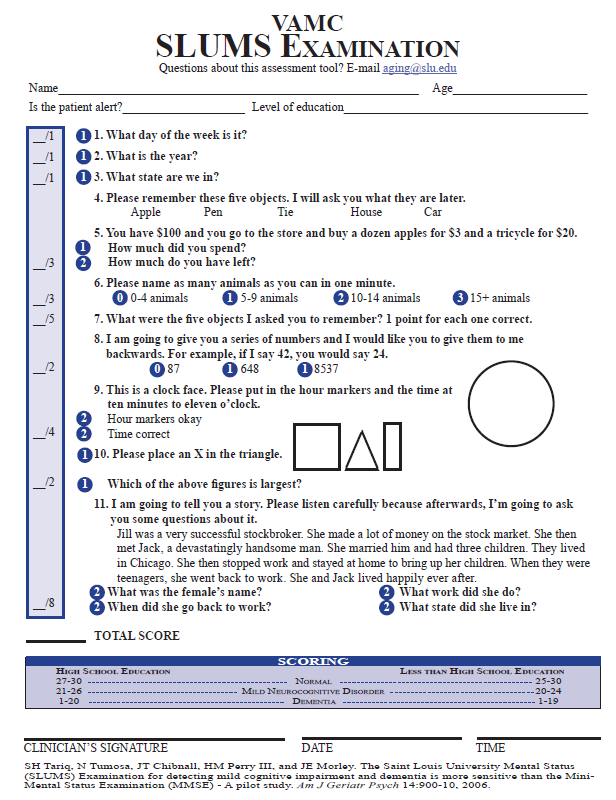 VAMC
SLUMS EXAMINATION
Questions about this assessment tool? E-mail aging@slu.edu
Name Age
Is the patient alert? Level of education
__/1 1 1. What day of the week is it?
__/1 1 2. What is the year?
__/1 1 3. What state are we in?
4. Please remember these five objects. I will ask you what they are later.
Apple Pen Tie House Car
5. You have $100 and you go to the store and buy a dozen apples for $3 and a tricycle for $20.
1 How much did you spend?
__/3 2 How much do you have left?
6. Please name as many animals as you can in one minute.
__/3 0 0-4 animals 1 5-9 animals 2 10-14 animals 3 15+ animals
__/5 7. What were the five objects I asked you to remember? 1 point for each one correct.
8. I am going to give you a series of numbers and I would like you to give them to me
backwards. For example, if I say 42, you would say 24.
__/2 0 87 1 648 1 8537
9. This is a clock face. Please put in the hour markers and the time at
ten minutes to eleven o'clock.
2 Hour markers okay
__/4 2 Time correct
1 10. Please place an X in the triangle.
__/2 1 Which of the above figures is largest?
11. I am going to tell you a story. Please listen carefully because afterwards, I'm going to ask
you some questions about it.
Jill was a very successful stockbroker. She made a lot of money on the stock market. She then
met Jack, a devastatingly handsome man. She married him and had three children. They lived
in Chicago. She then stopped work and stayed at home to bring up her children. When they were
teenagers, she went back to work. She and Jack lived happily ever after.
2 What was the female's name? 2 What work did she do?
__/8 2 When did she go back to work? 2 What state did she live in?
TOTAL SCORE
SCORING
HIGH SCHOOL EDUCATION LESS THAN HIGH SCHOOL EDUCATION
27-30 NORMAL 25-30
21-26 MILD NEUROCOGNITIVE DISORDER 20-24
1-20 DEMENTIA 1-19
CLINICIAN'S SIGNATURE DATE TIME
SH Tariq, N Tumosa, JT Chibnall, HM Perry III, and JE Morley. The Saint Louis University Mental Status
(SLUMS) Examination for detecting mild cognitive impairment and dementia is more sensitive than the Mini-
Mental Status Examination (MMSE) - A pilot study. Am J Geriatr Psych 14:900-10, 2006.